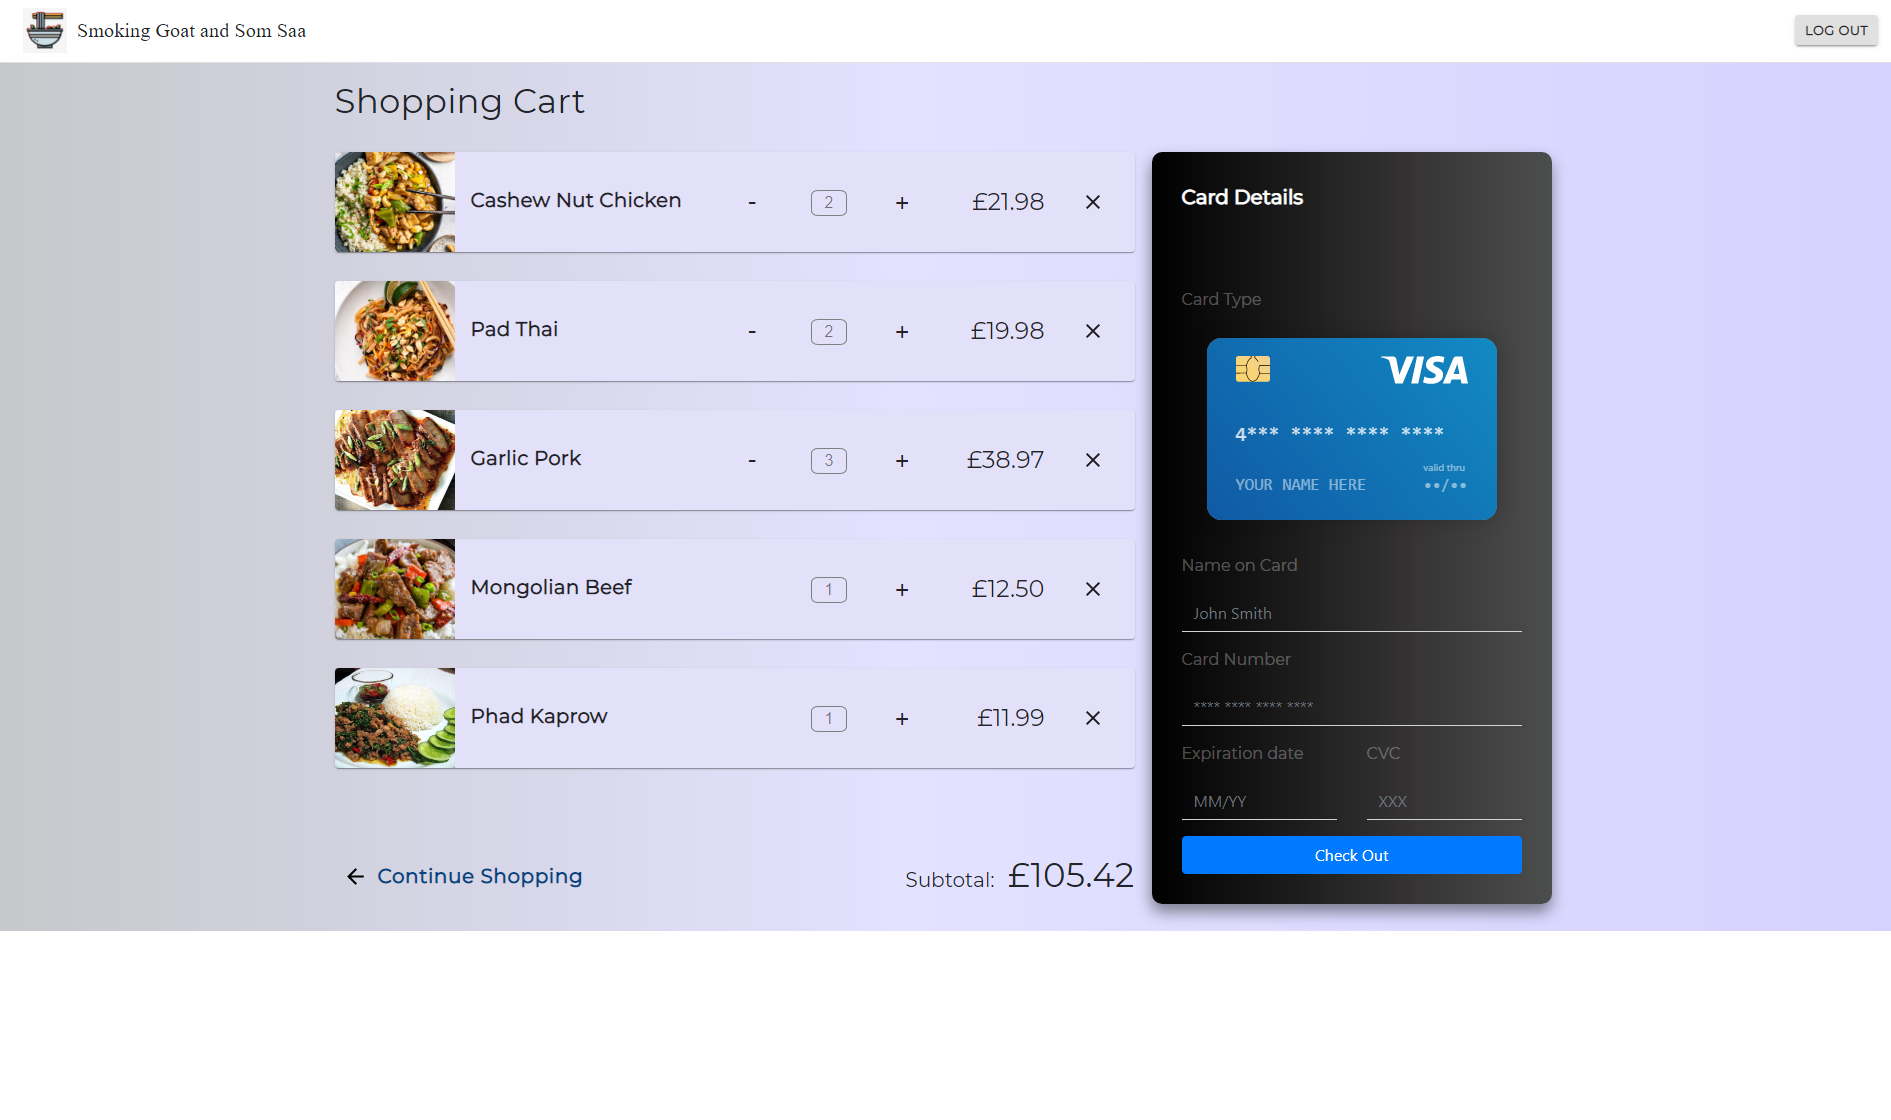 Smoking Goat and Som Saa
LOG OUT
Shopping Cart
Cashew Nut Chicken - 2 + £21.98 ×
Pad Thai - 2 + £19.98 ×
Garlic Pork - 3 + £38.97 ×
Mongolian Beef 1 + £12.50 ×
Phad Kaprow 1 + £11.99 ×
← Continue Shopping
Subtotal: £105.42
Card Details
Card Type
VISA
4*** **** **** ****
valid thru
YOUR NAME HERE ••/••
Name on Card
John Smith
Card Number
**** **** **** ****
Expiration date CVC
MM/YY XXX
Check Out